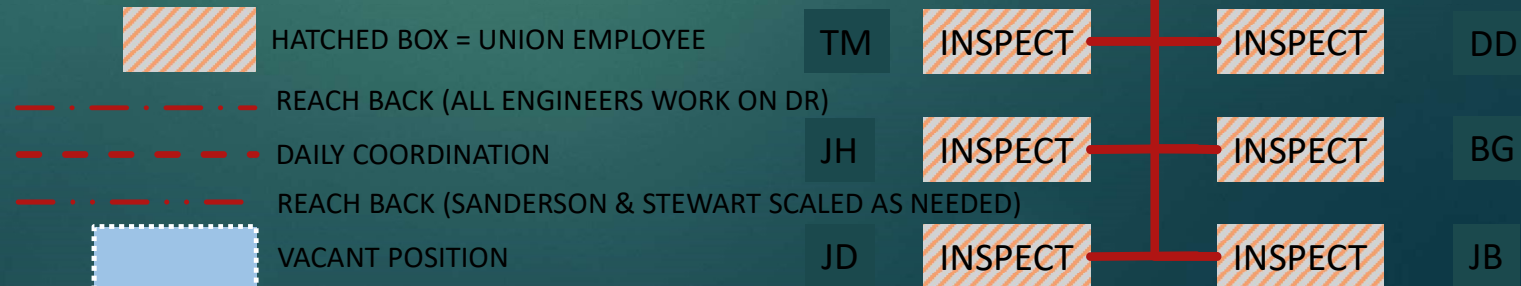 HATCHED BOX = UNION EMPLOYEE
TM INSPECT INSPECT DD
REACH BACK (ALL ENGINEERS WORK ON DR)
DAILY COORDINATION
JH INSPECT INSPECT BG
REACH BACK (SANDERSON & STEWART SCALED AS NEEDED)
VACANT POSITION
JD INSPECT INSPECT JB